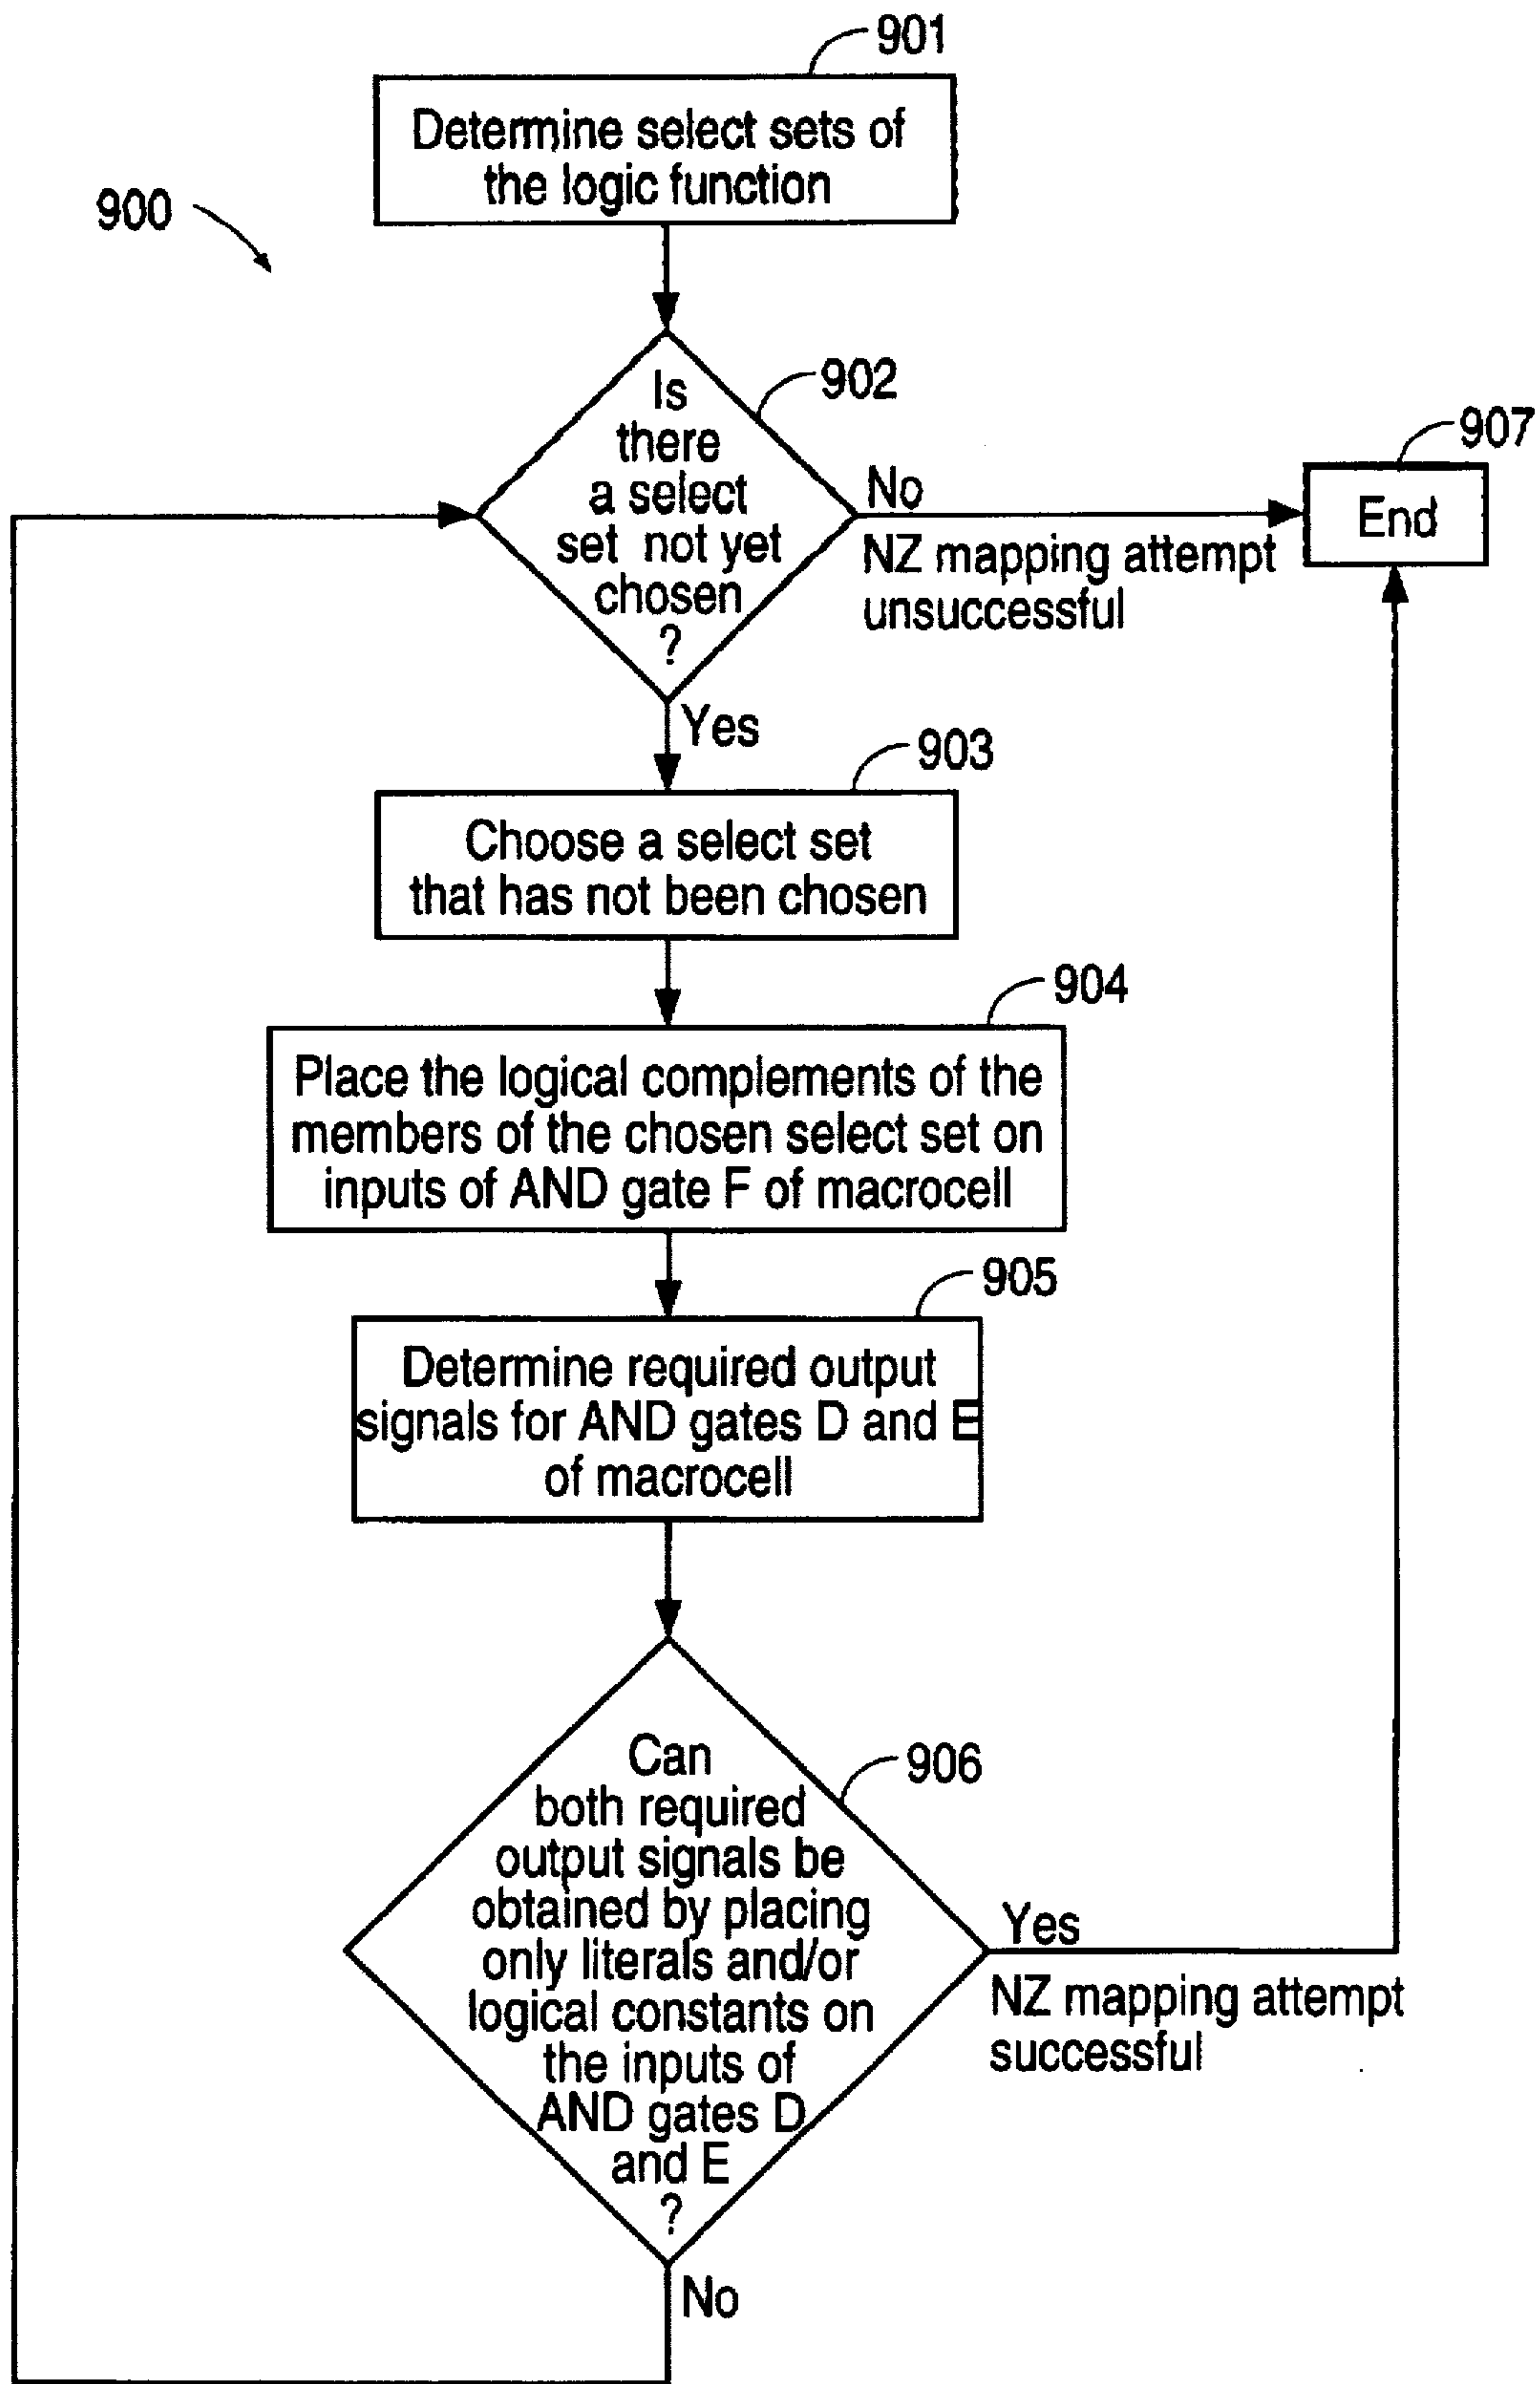 901
Determine select sets of
the logic function
900
902
Is
there
a select
set not yet
chosen
?
No
NZ mapping attempt
unsuccessful
907
End
Yes
903
Choose a select set
that has not been chosen
904
Place the logical complements of the
members of the chosen select set on
inputs of AND gate F of macrocell
905
Determine required output
signals for AND gates D and E
of macrocell
906
Can
both required
output signals be
obtained by placing
only literals and/or
logical constants on
the inputs of
AND gates D
and E
?
Yes
NZ mapping attempt
successful
No